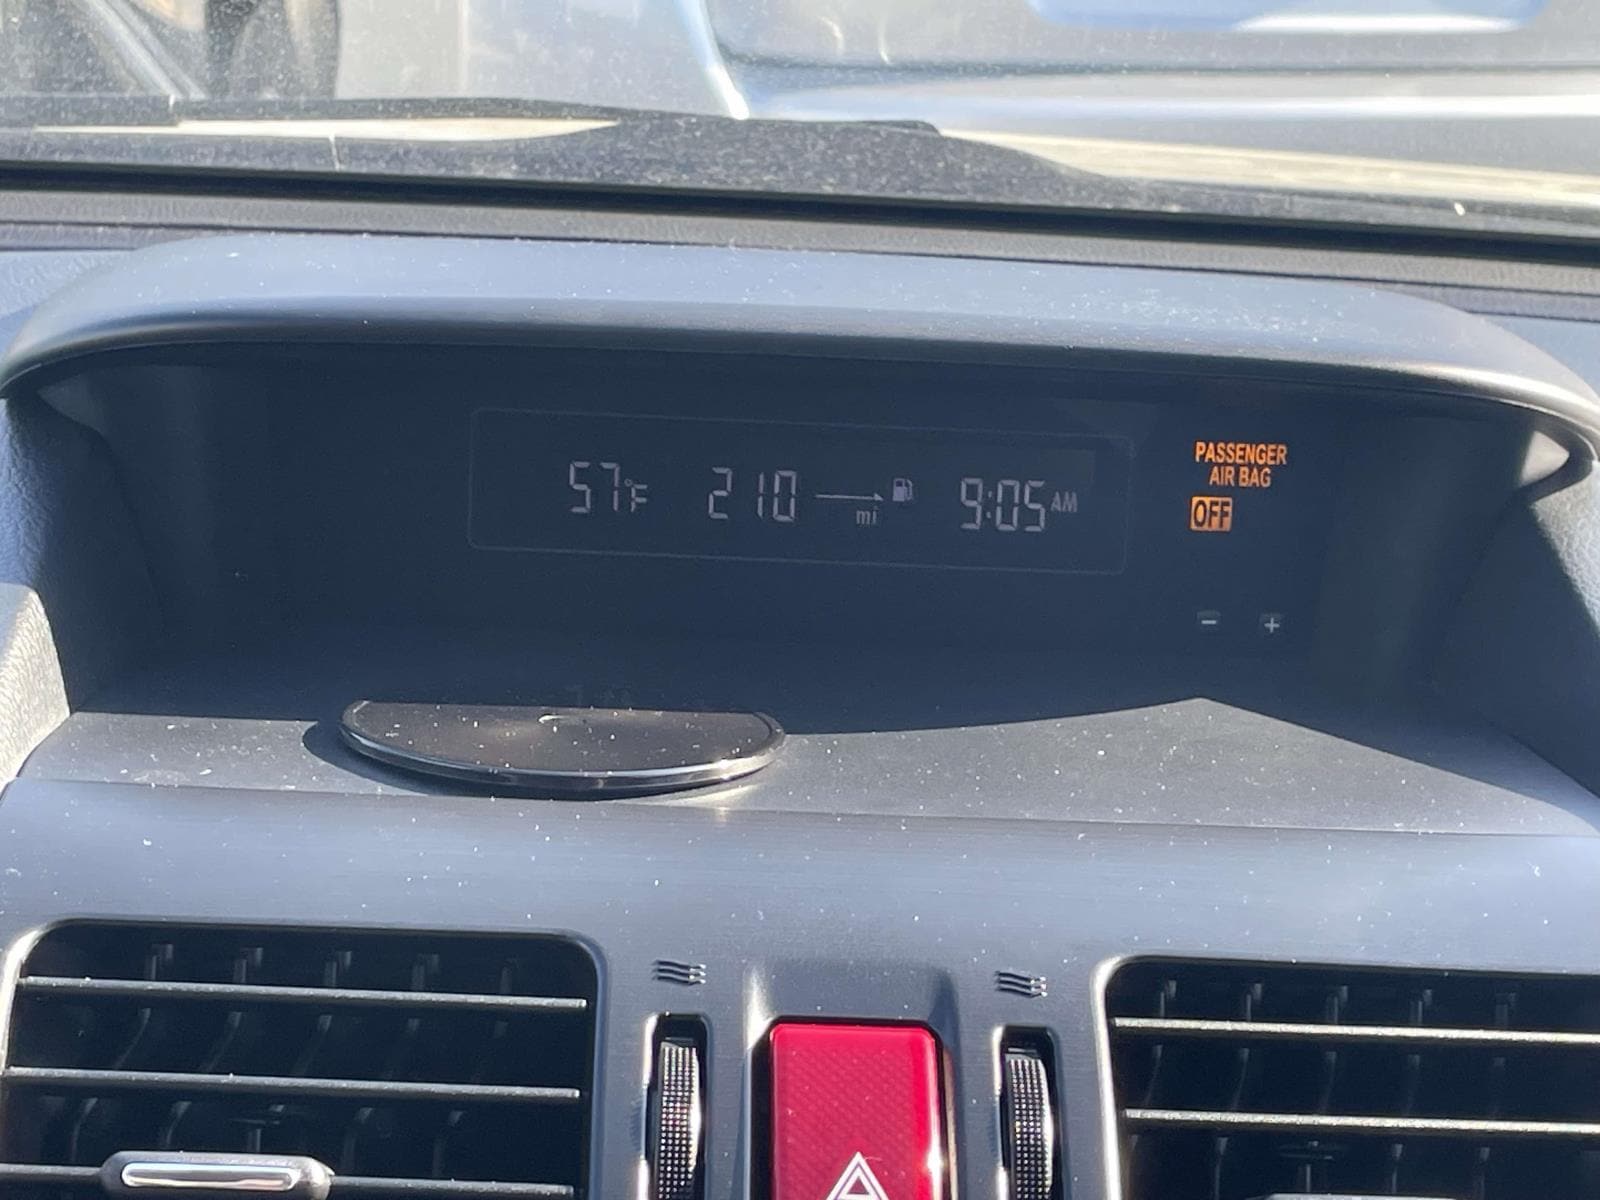 57°F 210 mi 9:05 AM
PASSENGER
AIR BAG
OFF
- +